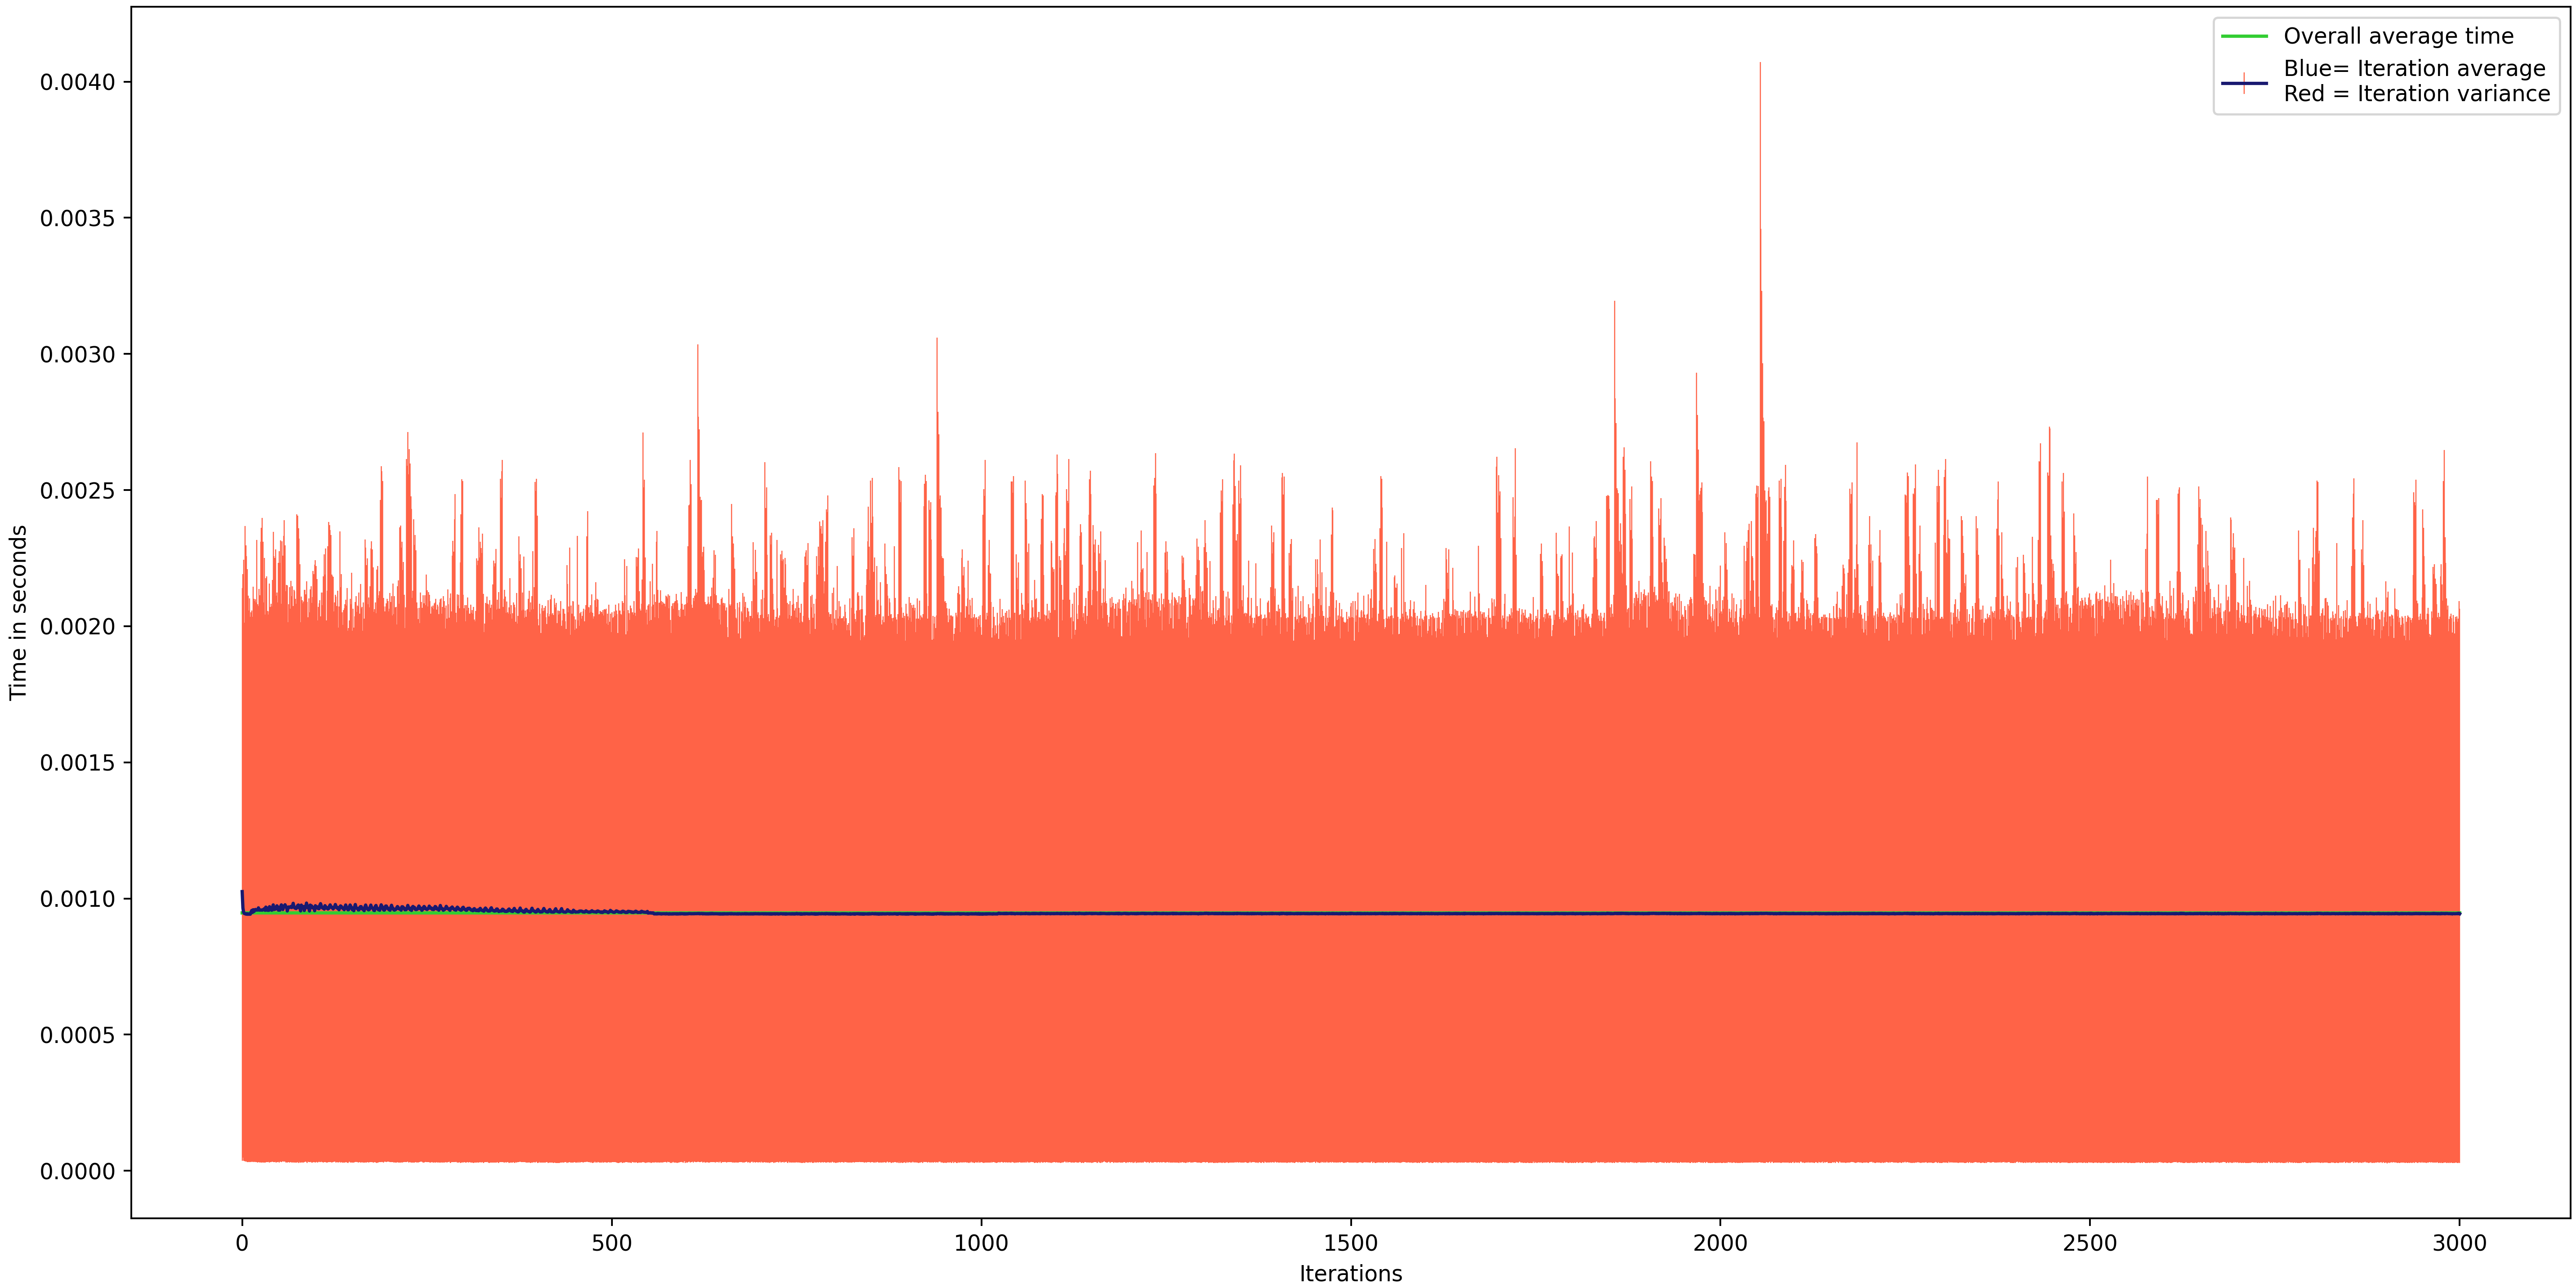 Overall average time
Blue= Iteration average
Red = Iteration variance
0.0040
0.0035
0.0030
0.0025
0.0020
0.0015
0.0010
0.0005
0.0000
Time in seconds
0 500 1000 1500 2000 2500 3000
Iterations